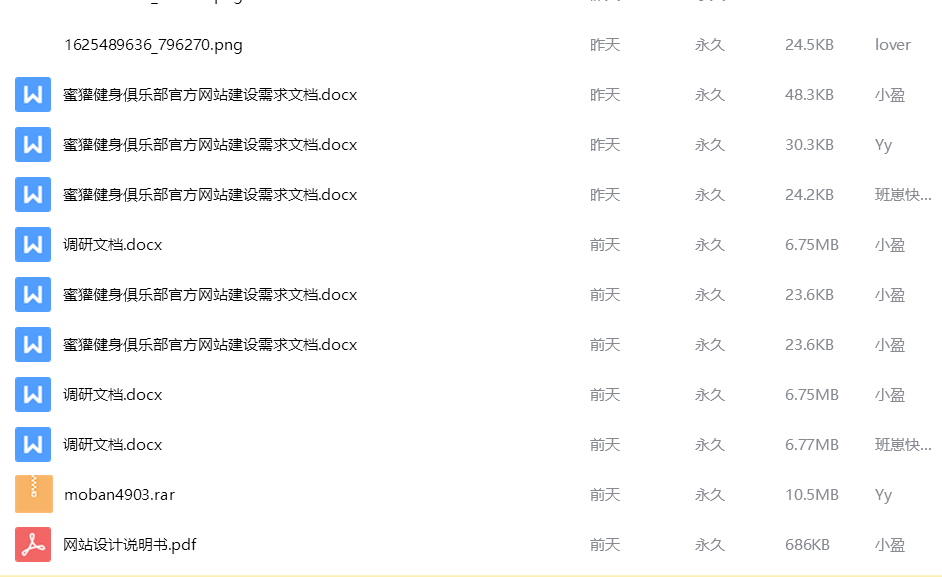 1625489636_796270.png 昨天 永久 24.5KB lover
蜜獾健身俱乐部官方网站建设需求文档.docx 昨天 永久 48.3KB 小盈
蜜獾健身俱乐部官方网站建设需求文档.docx 昨天 永久 30.3KB Yy
蜜獾健身俱乐部官方网站建设需求文档.docx 昨天 永久 24.2KB 班崽快...
调研文档.docx 前天 永久 6.75MB 小盈
蜜獾健身俱乐部官方网站建设需求文档.docx 前天 永久 23.6KB 小盈
蜜獾健身俱乐部官方网站建设需求文档.docx 前天 永久 23.6KB 小盈
调研文档.docx 前天 永久 6.75MB 小盈
调研文档.docx 前天 永久 6.77MB 班崽快...
moban4903.rar 前天 永久 10.5MB Yy
网站设计说明书.pdf 前天 永久 686KB 小盈